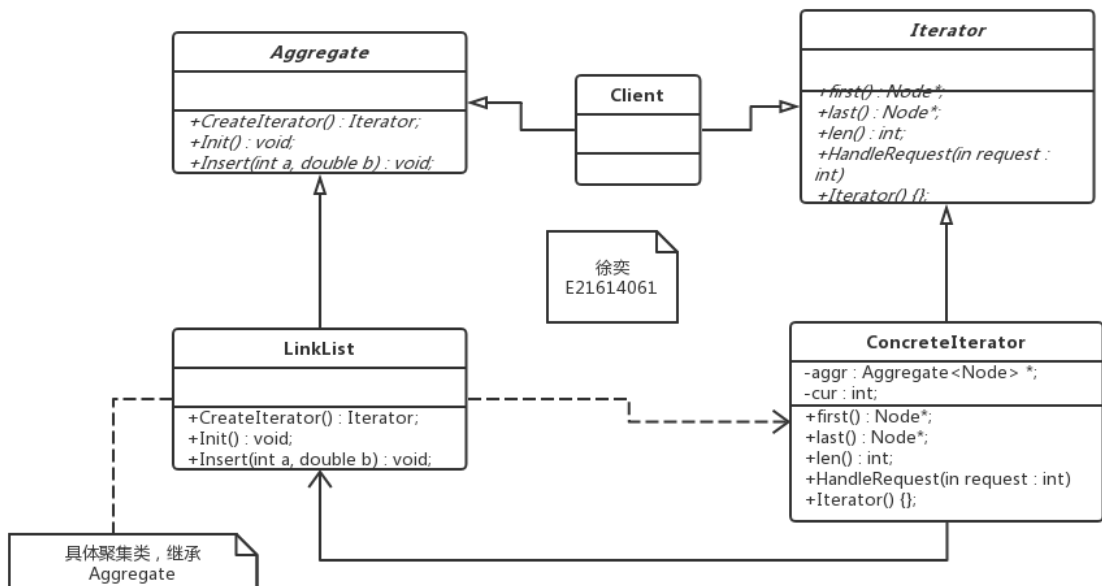 Aggregate
+CreateIterator() : Iterator;
+Init() : void;
+Insert(int a, double b) : void;
Client
Iterator
+first() : Node*;
+last() : Node*;
+len() : int;
+HandleRequest(in request :
int)
+Iterator() {};
徐奕
E21614061
LinkList
+CreateIterator() : Iterator;
+Init() : void;
+Insert(int a, double b) : void;
ConcreteIterator
-aggr : Aggregate<Node> *;
-cur : int;
+first() : Node*;
+last() : Node*;
+len() : int;
+HandleRequest(in request : int)
+Iterator() {};
具体聚集类，继承
Aggregate